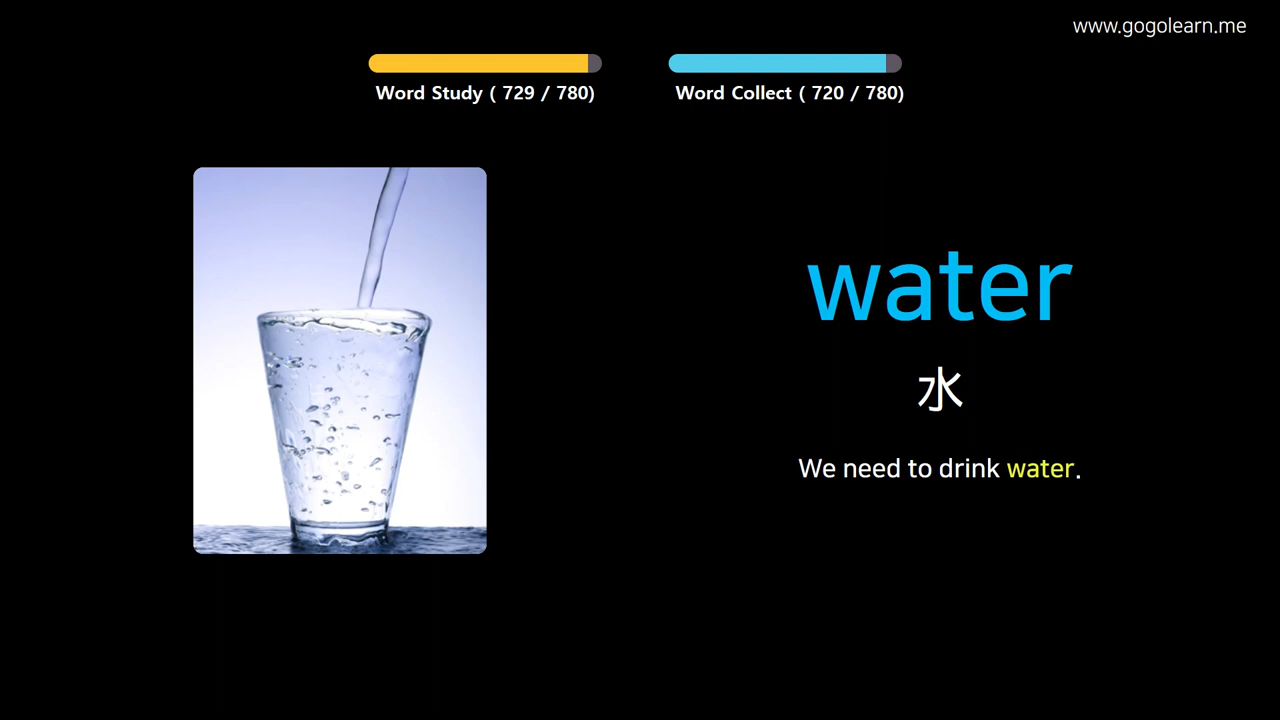 www.gogolearn.me
Word Study ( 729 / 780)
Word Collect ( 720 / 780)
water
水
We need to drink water.